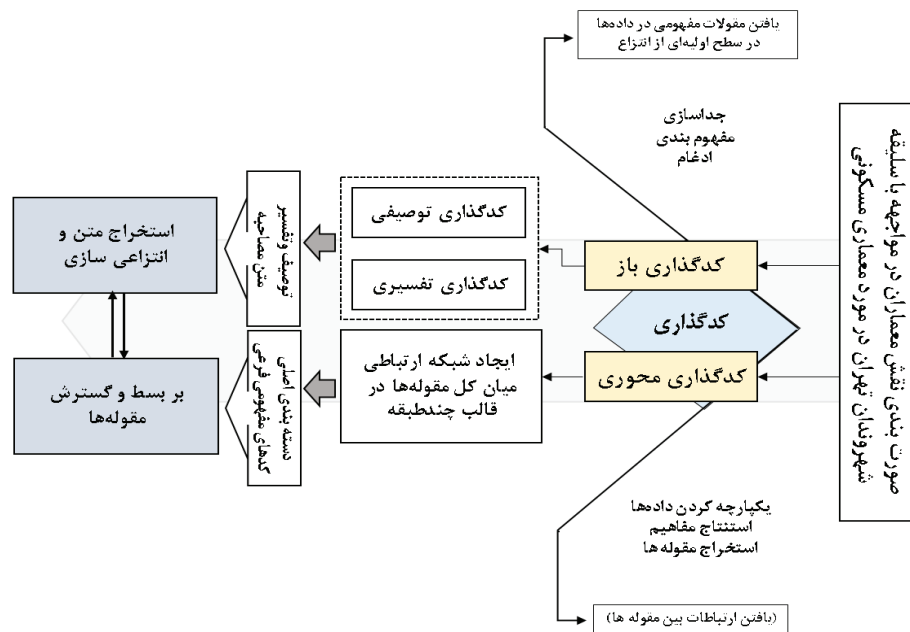 یافتن مقولات مفهومی در داده‌ها
در سطح اولیه‌ای از انتزاع
جداسازی
مفهوم بندی
ادغام
صورت بندی نقش معماران در مواجهه با سلیقه
شهروندان تهران در مورد معماری مسکونی
کدگذاری باز
کدگذاری
کدگذاری محوری
کدگذاری توصیفی
کدگذاری تفسیری
ایجاد شبکه ارتباطی
میان کل مقوله‌ها در
قالب چندطبقه
توصیف وتفسیر
متن مصاحبه
دسته بندی اصلی
کدهای مفهومی فرعی
استخراج متن و
انتزاعی سازی
بر بسط و گسترش
مقوله‌ها
یکپارچه کردن داده‌ها
استنتاج مفاهیم
استخراج مقوله ها
(یافتن ارتباطات بین مقوله ها)